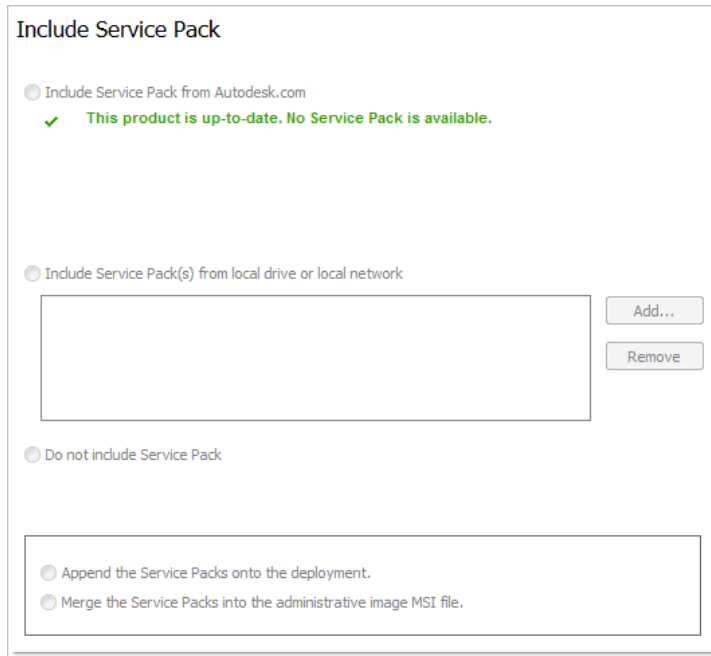 Include Service Pack
Include Service Pack from Autodesk.com
This product is up-to-date. No Service Pack is available.
Include Service Pack(s) from local drive or local network
Add...
Remove
Do not include Service Pack
Append the Service Packs onto the deployment.
Merge the Service Packs into the administrative image MSI file.